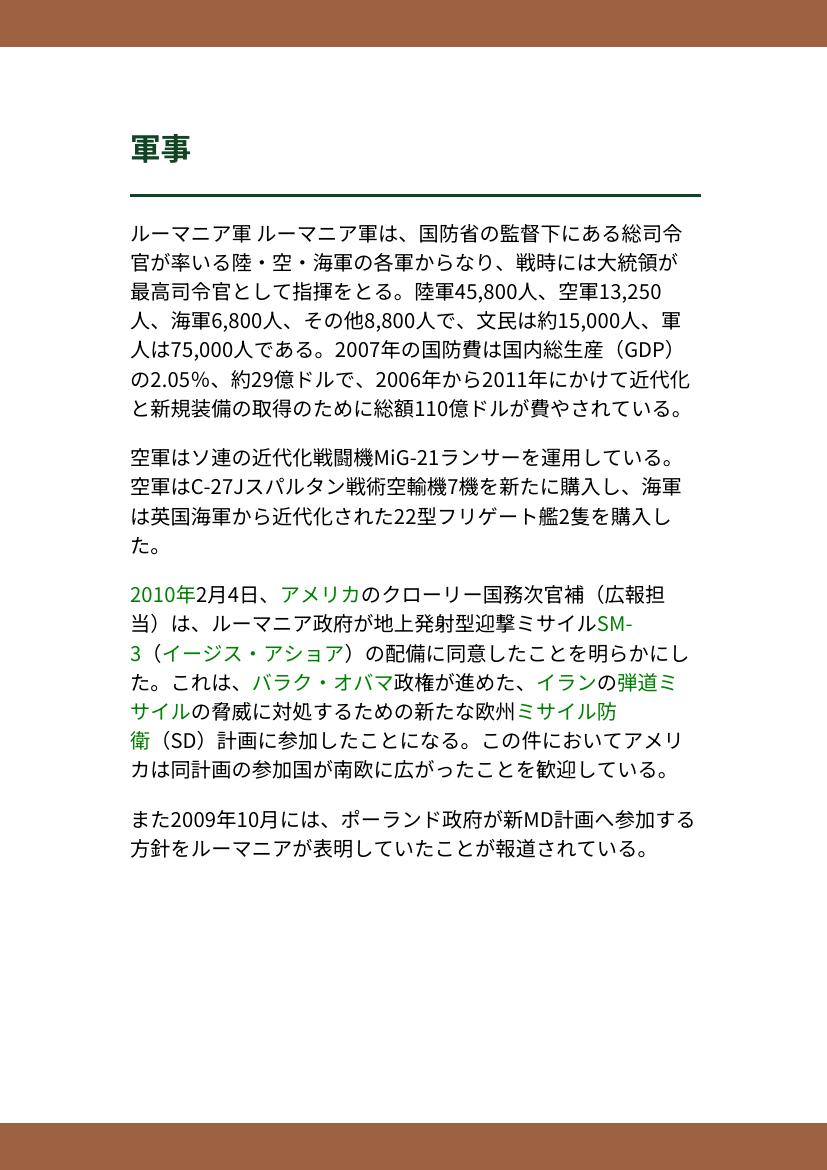 軍事
ルーマニア軍 ルーマニア軍は、国防省の監督下にある総司令
官が率いる陸・空・海軍の各軍からなり、戦時には大統領が
最高司令官として指揮をとる。陸軍45,800人、空軍13,250
人、海軍6,800人、その他8,800人で、文民は約15,000人、軍
人は75,000人である。2007年の国防費は国内総生産（GDP）
の2.05%、約29億ドルで、2006年から2011年にかけて近代化
と新規装備の取得のために総額110億ドルが費やされている。
空軍はソ連の近代化戦闘機MiG-21ランサーを運用している。
空軍はC-27Jスパルタン戦術空輸機7機を新たに購入し、海軍
は英国海軍から近代化された22型フリゲート艦2隻を購入し
た。
2010年2月4日、アメリカのクローリー国務次官補（広報担
当）は、ルーマニア政府が地上発射型迎撃ミサイルSM-
3（イージス・アショア）の配備に同意したことを明らかにし
た。これは、バラク・オバマ政権が進めた、イランの弾道ミ
サイルの脅威に対処するための新たな欧州ミサイル防
衛（SD）計画に参加したことになる。この件においてアメリ
カは同計画の参加国が南欧に広がったことを歓迎している。
また2009年10月には、ポーランド政府が新MD計画へ参加する
方針をルーマニアが表明していたことが報道されている。